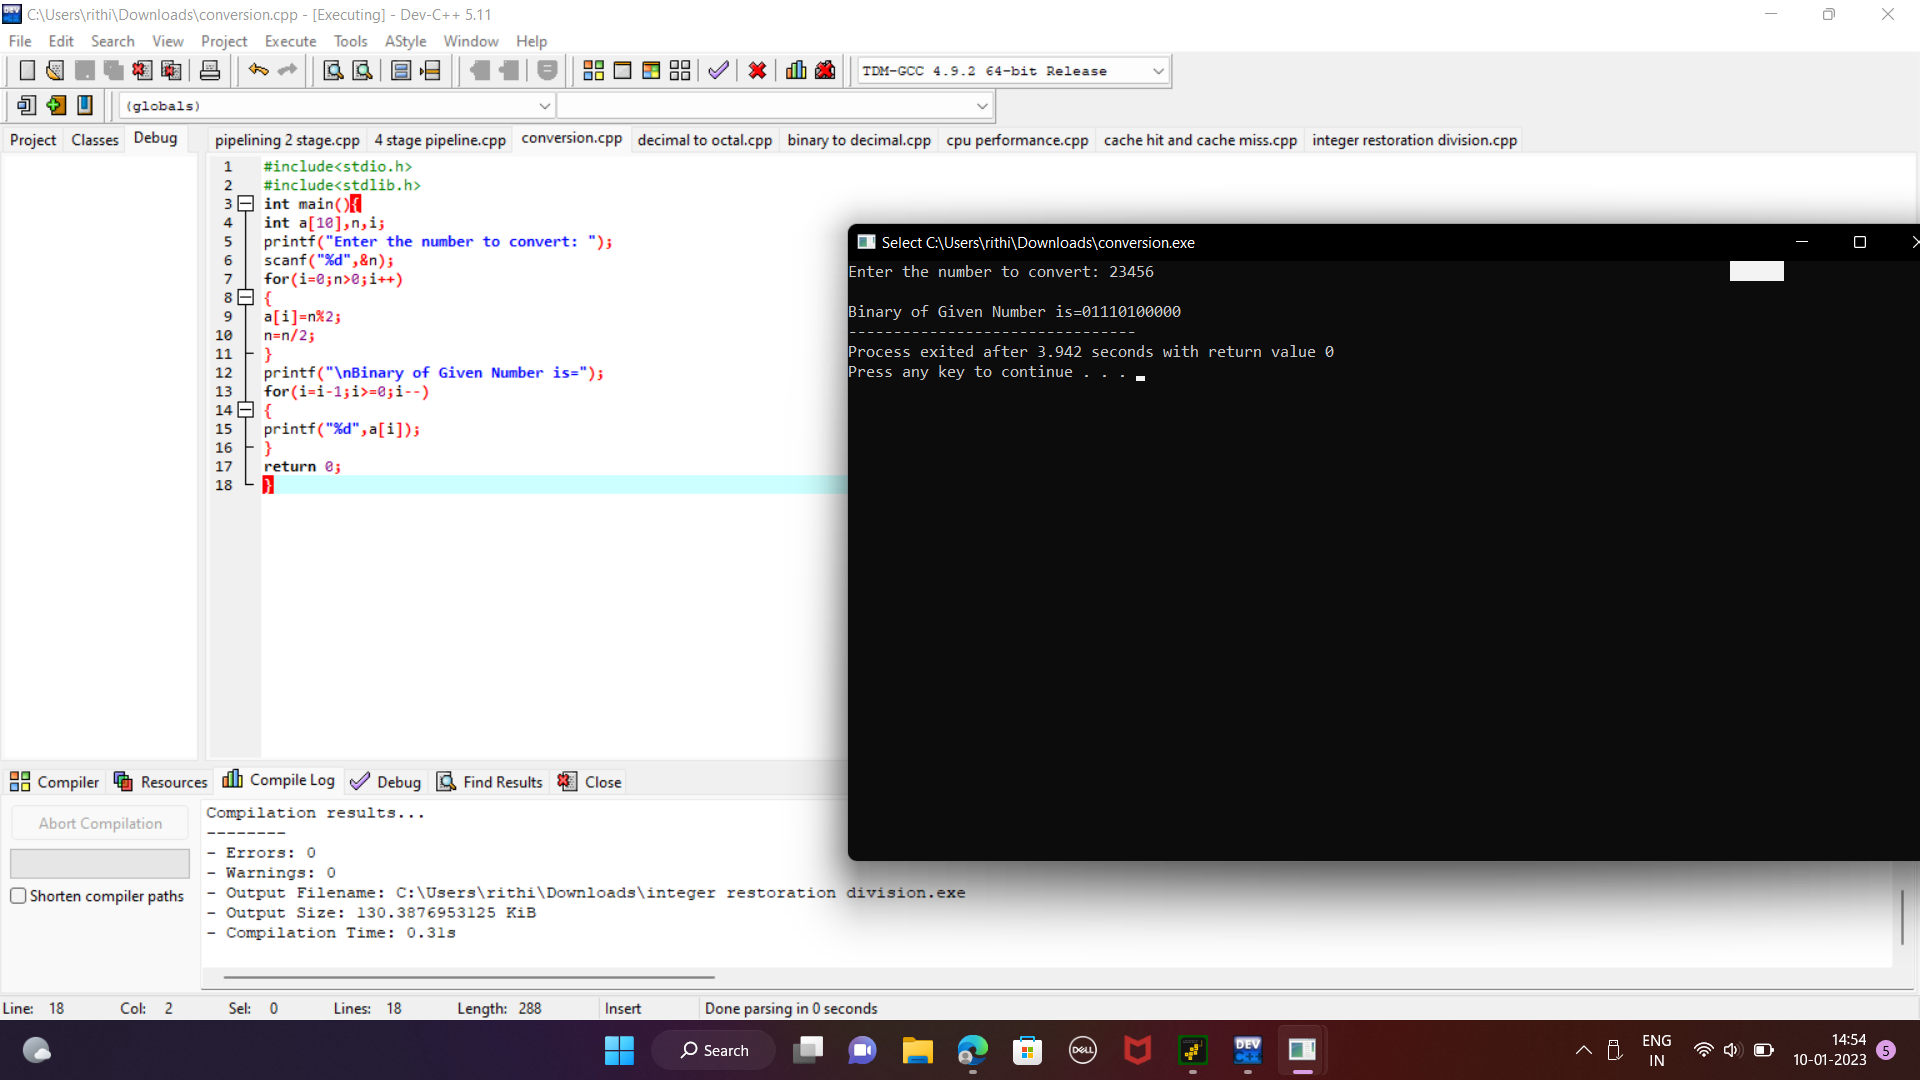 C:\Users\rithi\Downloads\conversion.cpp - [Executing] - Dev-C++ 5.11
File Edit Search View Project Execute Tools AStyle Window Help
TDM-GCC 4.9.2 64-bit Release
(globals)
Project Classes Debug
pipelining 2 stage.cpp 4 stage pipeline.cpp conversion.cpp decimal to octal.cpp binary to decimal.cpp cpu performance.cpp cache hit and cache miss.cpp integer restoration division.cpp
1 #include<stdio.h>
2 #include<stdlib.h>
3 int main(){
4 int a[10],n,i;
5 printf("Enter the number to convert: ");
6 scanf("%d",&n);
7 for(i=0;n>0;i++)
8 {
9 a[i]=n%2;
10 n=n/2;
11 }
12 printf("\nBinary of Given Number is=");
13 for(i=i-1;i>=0;i--)
14 {
15 printf("%d",a[i]);
16 }
17 return 0;
18 }
Select C:\Users\rithi\Downloads\conversion.exe
Enter the number to convert: 23456
Binary of Given Number is=01110100000
--------------------------------
Process exited after 3.942 seconds with return value 0
Press any key to continue . . .
Compiler Resources Compile Log Debug Find Results Close
Abort Compilation
Shorten compiler paths
Compilation results...
--------
- Errors: 0
- Warnings: 0
- Output Filename: C:\Users\rithi\Downloads\integer restoration division.exe
- Output Size: 130.3876953125 KiB
- Compilation Time: 0.31s
Line: 18 Col: 2 Sel: 0 Lines: 18 Length: 288 Insert Done parsing in 0 seconds
Search
DELL
DEV C++
ENG
IN
14:54
10-01-2023
5